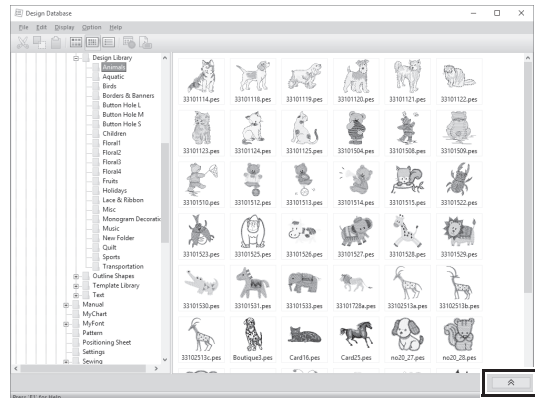 Design Database
File Edit Display Option Help
Design Library
Animals
Aquatic
Birds
Borders & Banners
Button Hole L
Button Hole M
Button Hole S
Children
Floral1
Floral2
Floral3
Floral4
Fruits
Holidays
Lace & Ribbon
Misc
Monogram Decoratic
Music
New Folder
Quilt
Sports
Transportation
Outline Shapes
Template Library
Text
Manual
MyChart
MyFont
Pattern
Positioning Sheet
Settings
Sewing
33101114.pes 33101118.pes 33101119.pes 33101120.pes 33101121.pes 33101122.pes
33101123.pes 33101124.pes 33101125.pes 33101504.pes 33101508.pes 33101509.pes
33101510.pes 33101512.pes 33101513.pes 33101514.pes 33101515.pes 33101522.pes
33101523.pes 33101525.pes 33101526.pes 33101527.pes 33101528.pes 33101529.pes
33101530.pes 33101531.pes 33101533.pes 33101728a.pes 33102513a.pes 33102513b.pes
33102513c.pes Boutique3.pes Card16.pes Card25.pes no20_27.pes no20_28.pes
Press 'F1' for Help